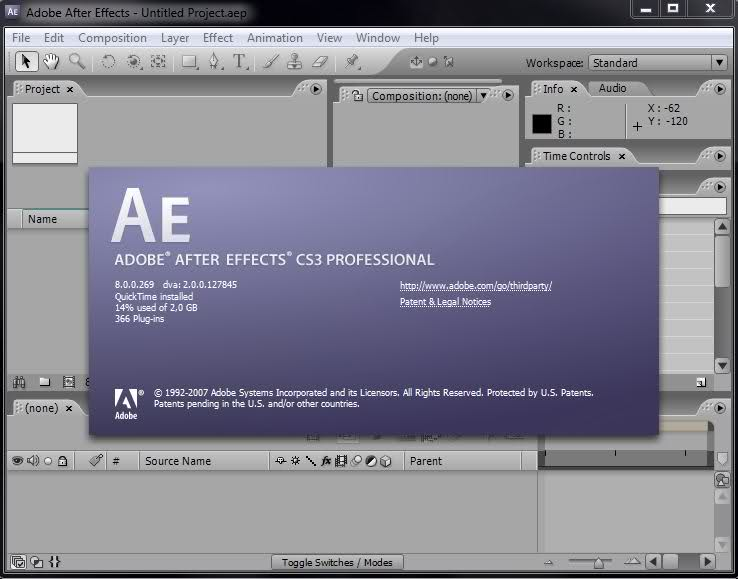 AE Adobe After Effects - Untitled Project.aep
File Edit Composition Layer Effect Animation View Window Help
T Workspace: Standard
Project × Composition: (none) Info × Audio
R : X : -62
G : Y : -120
B :
Time Controls ×
Name
AE
ADOBE® AFTER EFFECTS® CS3 PROFESSIONAL
8.0.0.269 dva: 2.0.0.127845 http://www.adobe.com/go/thirdparty/
QuickTime installed
14% used of 2.0 GB Patent & Legal Notices
366 Plug-ins
8
© 1992-2007 Adobe Systems Incorporated and its Licensors. All Rights Reserved. Protected by U.S. Patents.
Patents pending in the U.S. and/or other countries.
® Adobe
(none) ×
# Source Name fx Parent
Toggle Switches / Modes